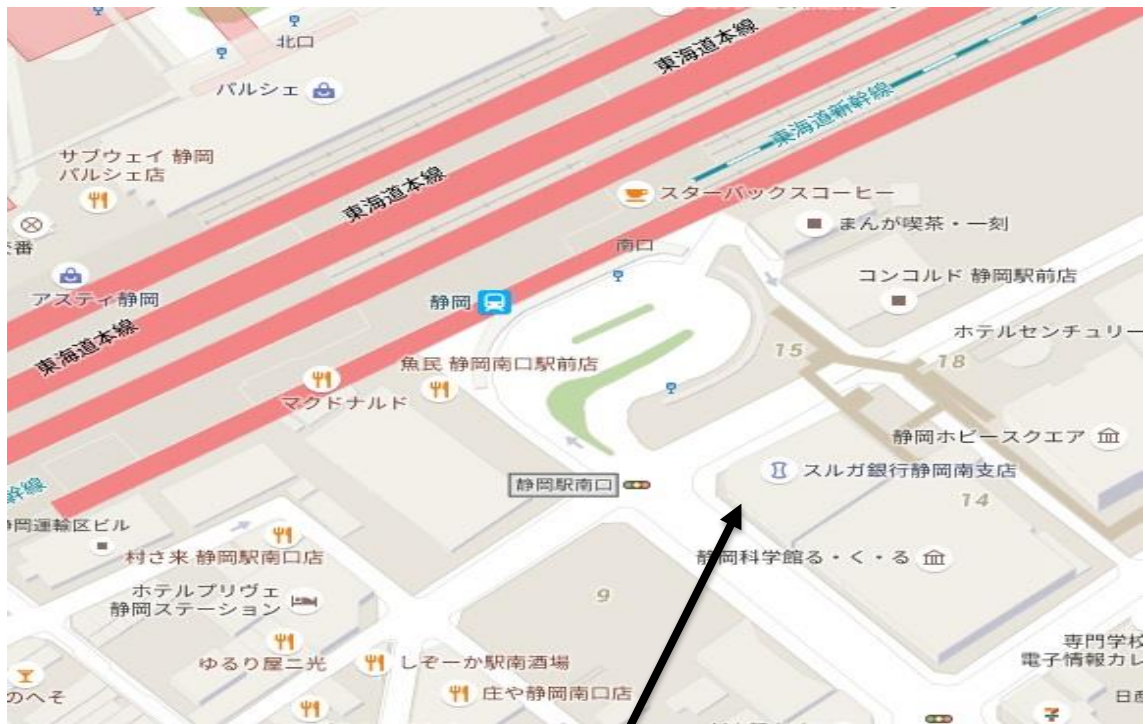 北口
東海道本線
パルシェ
東海道新幹線
サブウェイ 静岡
パルシェ店
東海道本線
スターバックスコーヒー
まんが喫茶・一刻
南口
コンコルド 静岡駅前店
アスティ静岡
静岡
東海道本線
ホテルセンチュリー
15
18
魚民 静岡南口駅前店
マクドナルド
静岡ホビースクエア
スルガ銀行静岡南支店
静岡駅南口
14
幹線
岡運輸区ビル
村さ来 静岡駅南口店
静岡科学館る・く・る
ホテルプリヴェ
静岡ステーション
9
ゆるり屋二光
しぞーか駅南酒場
専門学校
電子情報カレ
のへそ
庄や静岡南口店